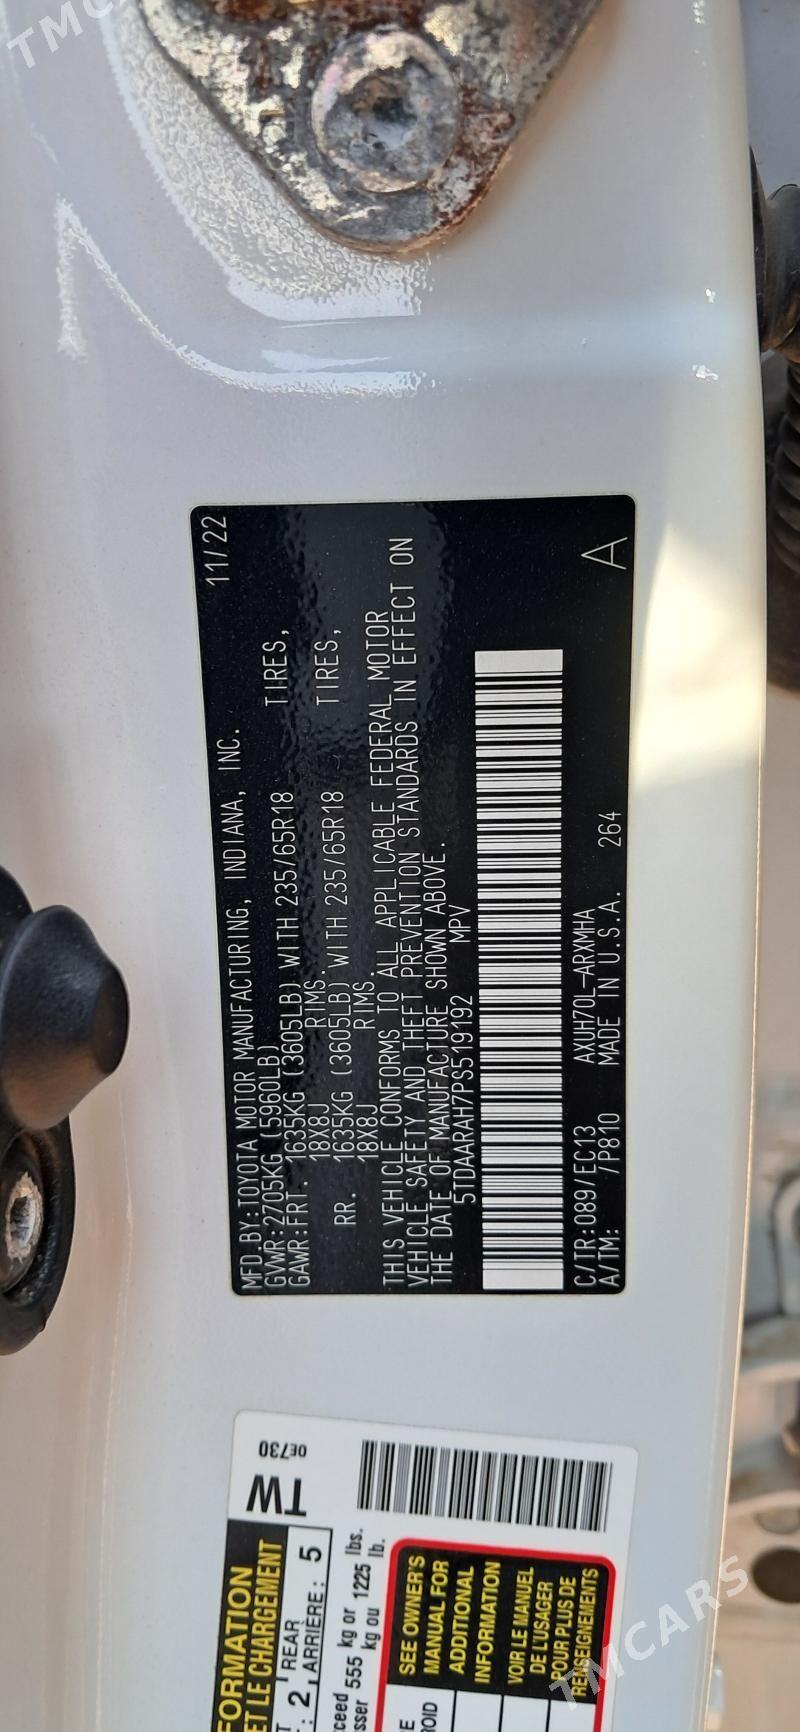 MFD.BY:TOYOTA MOTOR MANUFACTURING, INDIANA, INC. 11/22
GVWR:2705KG (5960LB)
GAWR:FRT. 1635KG (3605LB) WITH 235/65R18 TIRES,
18X8J RIMS.
RR. 1635KG (3605LB) WITH 235/65R18 TIRES,
18X8J RIMS.
THIS VEHICLE CONFORMS TO ALL APPLICABLE FEDERAL MOTOR
VEHICLE SAFETY AND THEFT PREVENTION STANDARDS IN EFFECT ON
THE DATE OF MANUFACTURE SHOWN ABOVE.
5TDAARAH7PS519192 MPV
C/TR:089/EC13 AXUH70L-ARXMHA A
A/TM: /P810 MADE IN U.S.A. 264
TW
0E730
FORMATION
ET LE CHARGEMENT
2 REAR
ARRIÈRE : 5
555 kg or 1225 lbs.
kg ou lb.
SEE OWNER'S
MANUAL FOR
ADDITIONAL
INFORMATION
VOIR LE MANUEL
DE L'USAGER
POUR PLUS DE
RENSEIGNEMENTS
TMCARS